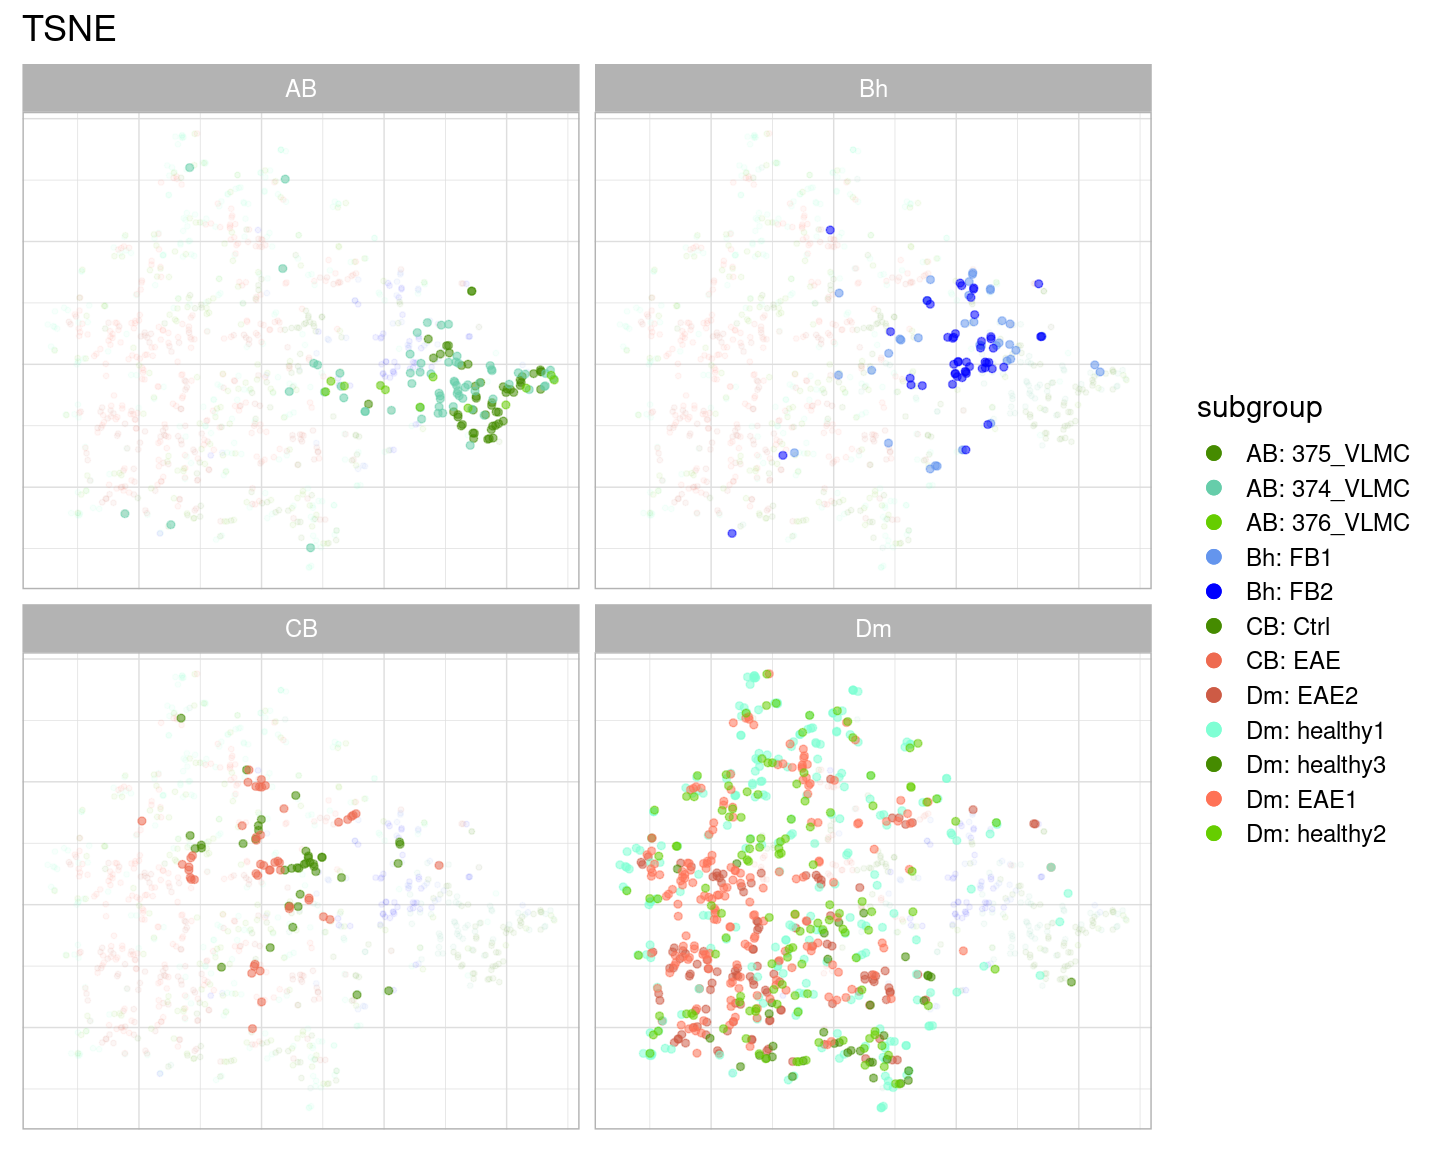 TSNE
AB
Bh
CB
Dm
subgroup
AB: 375_VLMC
AB: 374_VLMC
AB: 376_VLMC
Bh: FB1
Bh: FB2
CB: Ctrl
CB: EAE
Dm: EAE2
Dm: healthy1
Dm: healthy3
Dm: EAE1
Dm: healthy2